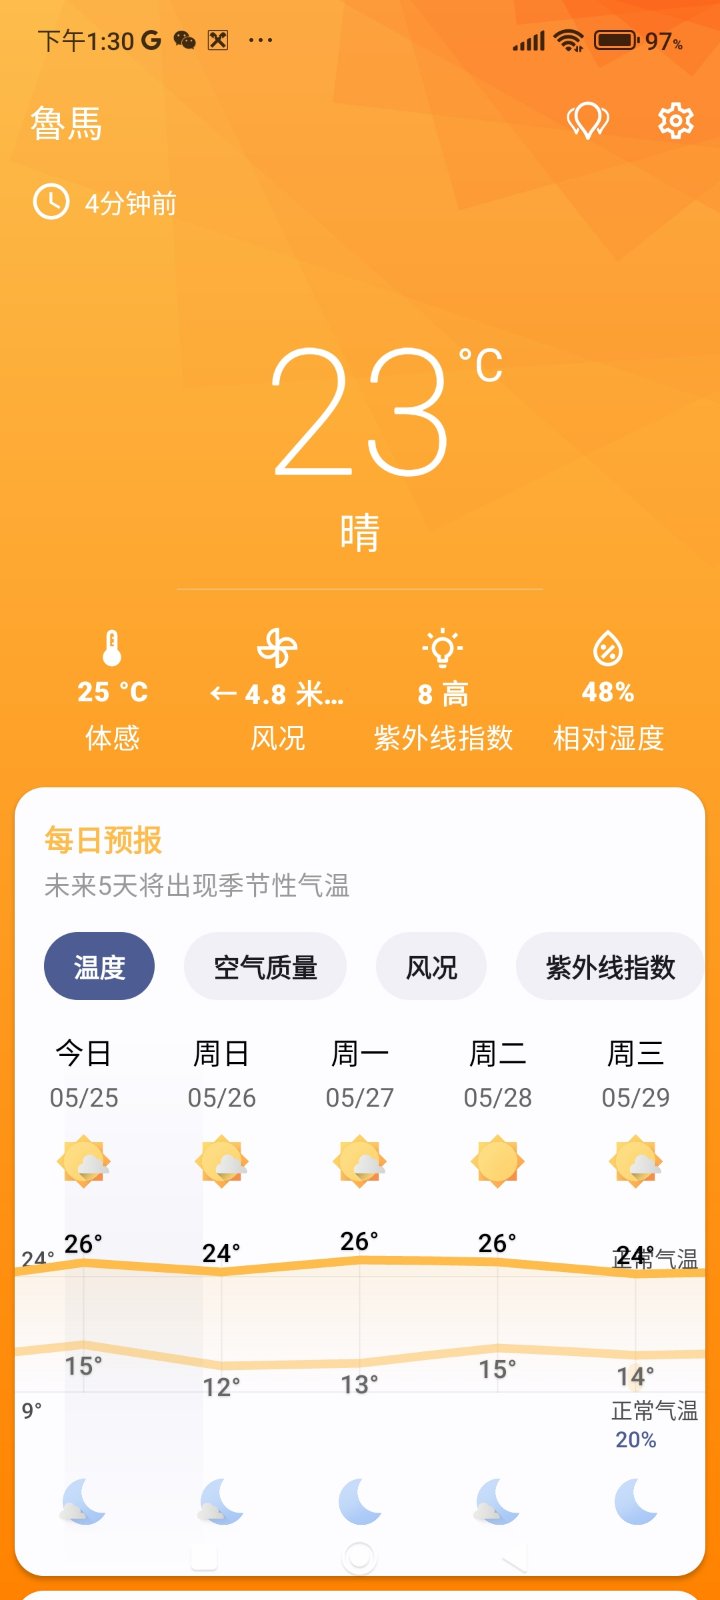 下午1:30 G ··· 97%
魯馬
4分钟前
23°C
晴
25 °C ← 4.8 米... 8 高 48%
体感 风况 紫外线指数 相对湿度
每日预报
未来5天将出现季节性气温
温度 空气质量 风况 紫外线指数
今日 周日 周一 周二 周三
05/25 05/26 05/27 05/28 05/29
26° 24° 26° 26° 24°
24° 正常气温
15° 12° 13° 15° 14°
9° 正常气温
20%